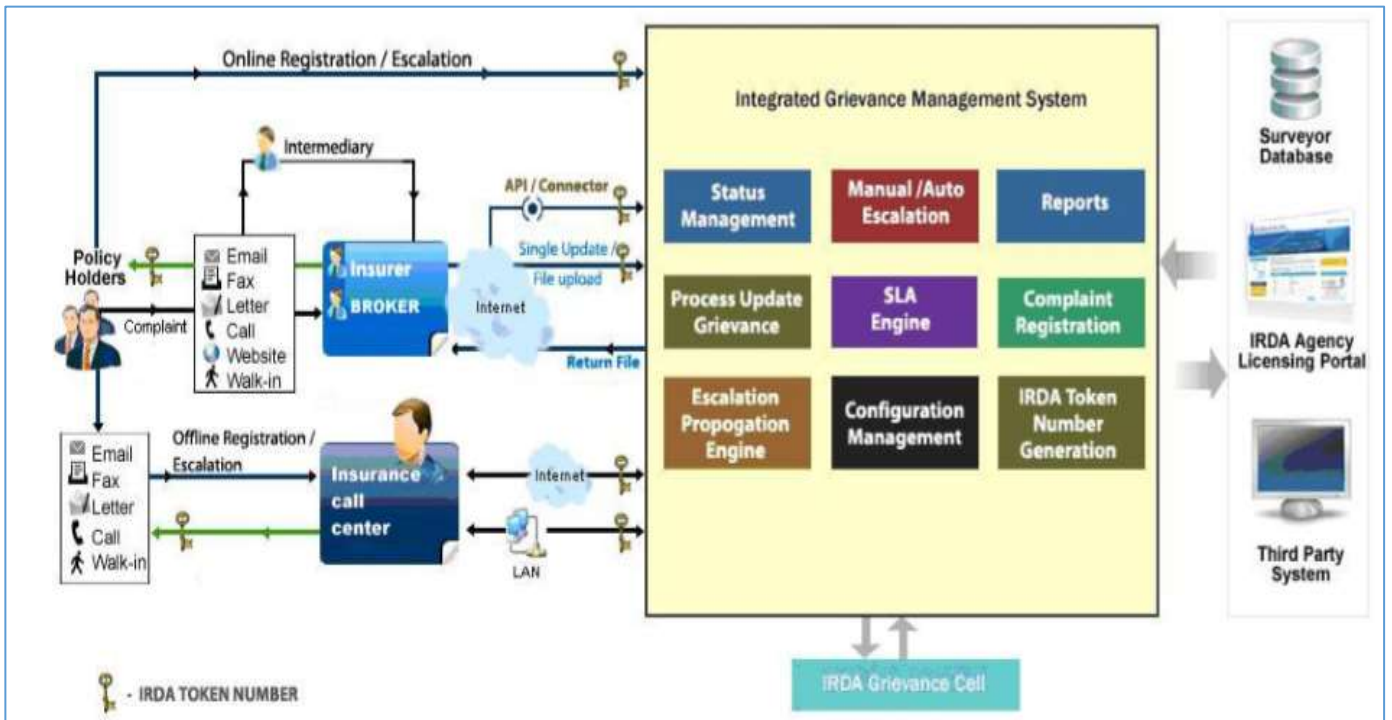 Online Registration / Escalation
Intermediary
API / Connector
Policy
Holders
Complaint
Email
Fax
Letter
Call
Website
Walk-in
Insurer
BROKER
Internet
Single Update /
File upload
Return File
Email
Fax
Letter
Call
Walk-in
Offline Registration /
Escalation
Insurance
call
center
Internet
LAN
Integrated Grievance Management System
Status
Management
Manual /Auto
Escalation
Reports
Process Update
Grievance
SLA
Engine
Complaint
Registration
Escalation
Propogation
Engine
Configuration
Management
IRDA Token
Number
Generation
Surveyor
Database
IRDA Agency
Licensing Portal
Third Party
System
IRDA Grievance Cell
- IRDA TOKEN NUMBER